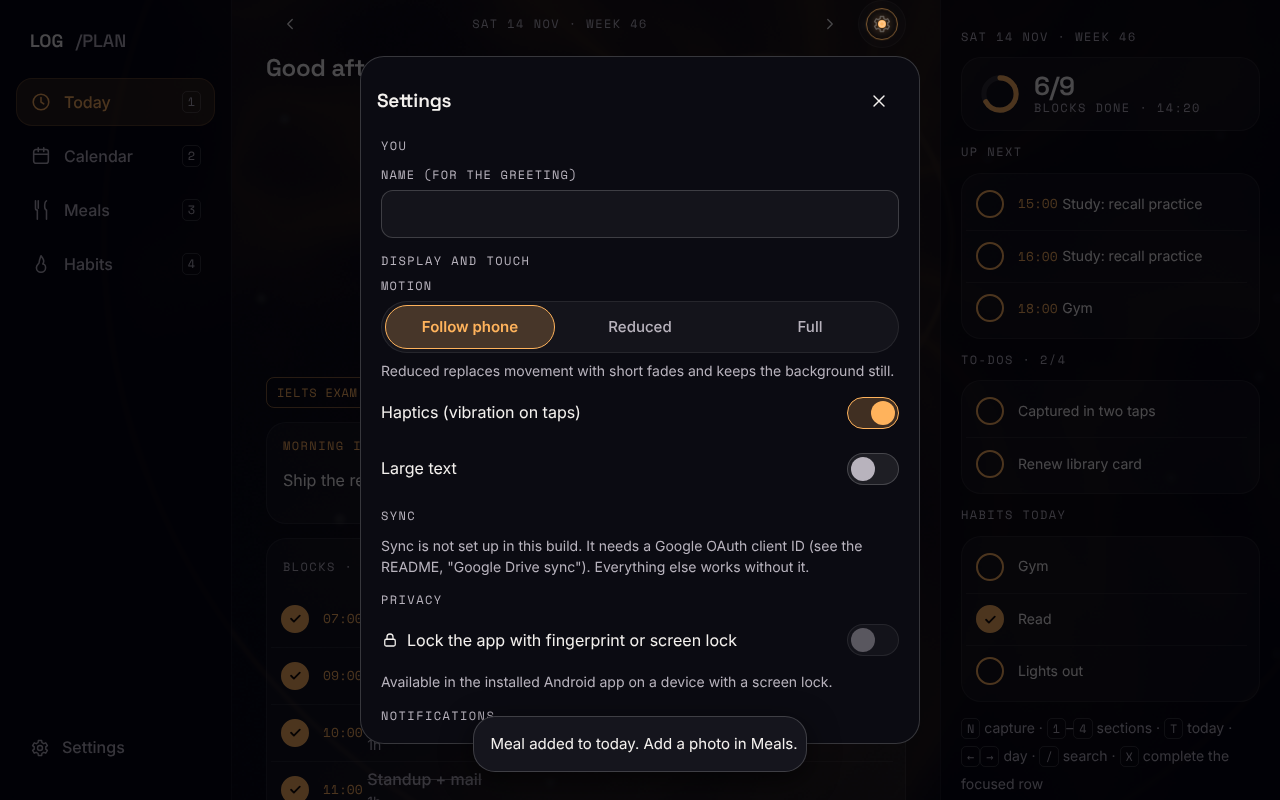 LOG /PLAN
Today 1
Calendar 2
Meals 3
Habits 4
Settings
SAT 14 NOV · WEEK 46
Good aft
IELTS EXAM
MORNING I
Ship the re
BLOCKS ·
07:00
09:00
10:00
1h
11:00
Standup + mail
Settings
YOU
NAME (FOR THE GREETING)
DISPLAY AND TOUCH
MOTION
Follow phone
Reduced
Full
Reduced replaces movement with short fades and keeps the background still.
Haptics (vibration on taps)
Large text
SYNC
Sync is not set up in this build. It needs a Google OAuth client ID (see the
README, "Google Drive sync"). Everything else works without it.
PRIVACY
Lock the app with fingerprint or screen lock
Available in the installed Android app on a device with a screen lock.
NOTIFICATIONS
Meal added to today. Add a photo in Meals.
SAT 14 NOV · WEEK 46
6/9
BLOCKS DONE · 14:20
UP NEXT
15:00 Study: recall practice
16:00 Study: recall practice
18:00 Gym
TO-DOS · 2/4
Captured in two taps
Renew library card
HABITS TODAY
Gym
Read
Lights out
N capture · 1–4 sections · T today ·
← → day · / search · X complete the
focused row